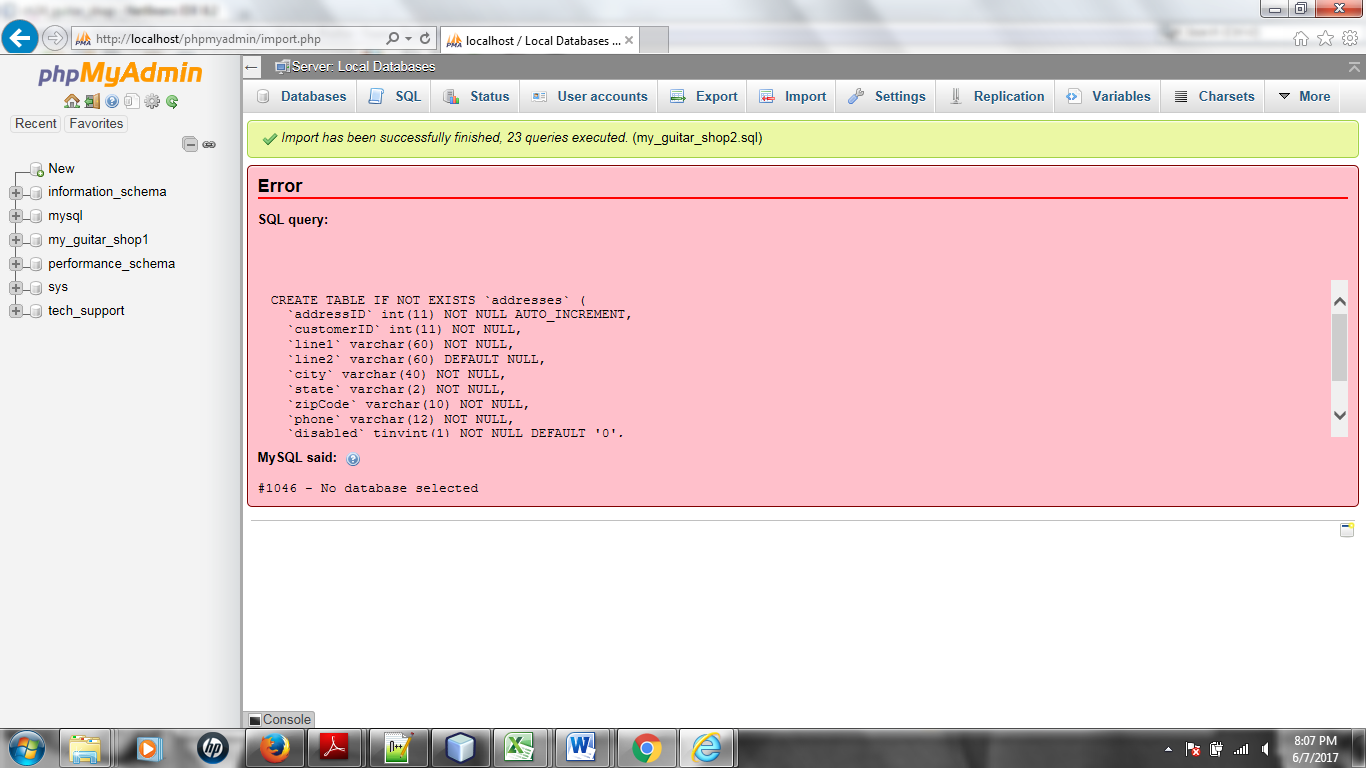 http://localhost/phpmyadmin/import.php
localhost / Local Databases ...
phpMyAdmin
Recent
Favorites
New
information_schema
mysql
my_guitar_shop1
performance_schema
sys
tech_support
Server: Local Databases
Databases
SQL
Status
User accounts
Export
Import
Settings
Replication
Variables
Charsets
More
Import has been successfully finished, 23 queries executed. (my_guitar_shop2.sql)
Error
SQL query:
CREATE TABLE IF NOT EXISTS `addresses` (
`addressID` int(11) NOT NULL AUTO_INCREMENT,
`customerID` int(11) NOT NULL,
`line1` varchar(60) NOT NULL,
`line2` varchar(60) DEFAULT NULL,
`city` varchar(40) NOT NULL,
`state` varchar(2) NOT NULL,
`zipCode` varchar(10) NOT NULL,
`phone` varchar(12) NOT NULL,
`disabled` tinyint(1) NOT NULL DEFAULT '0',
MySQL said:
#1046 - No database selected
Console
8:07 PM
6/7/2017